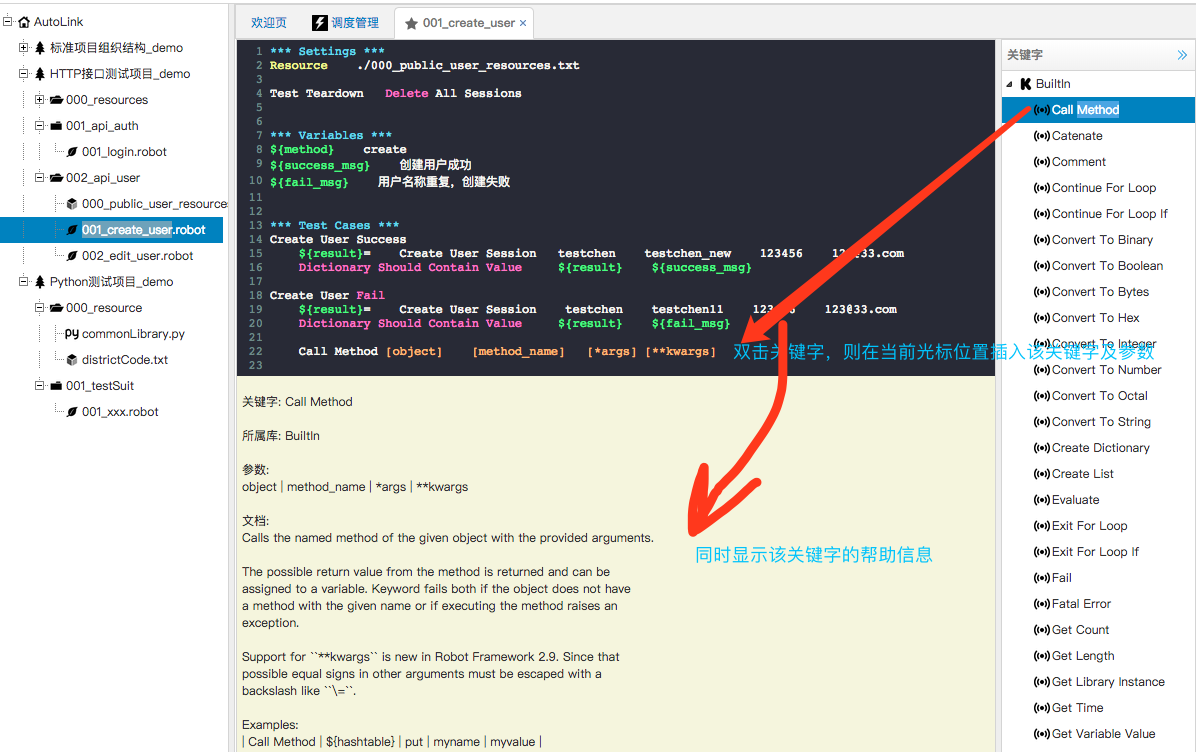 AutoLink
标准项目组织结构_demo
HTTP接口测试项目_demo
000_resources
001_api_auth
001_login.robot
002_api_user
000_public_user_resources
001_create_user.robot
002_edit_user.robot
Python测试项目_demo
000_resource
py commonLibrary.py
districtCode.txt
001_testSuit
001_xxx.robot
欢迎页 调度管理 001_create_user ×
1 *** Settings ***
2 Resource ./000_public_user_resources.txt
3
4 Test Teardown Delete All Sessions
5
6
7 *** Variables ***
8 ${method} create
9 ${success_msg} 创建用户成功
10 ${fail_msg} 用户名称重复，创建失败
11
12
13 *** Test Cases ***
14 Create User Success
15 ${result}= Create User Session testchen testchen_new 123456 @33.com
16 Dictionary Should Contain Value ${result} ${success_msg}
17
18 Create User Fail
19 ${result}= Create User Session testchen testchen11 123@33.com
20 Dictionary Should Contain Value ${result} ${fail_msg}
21
22 Call Method [object] [method_name] [*args] [**kwargs]
23
双击关键字，则在当前光标位置插入该关键字及参数
关键字: Call Method
所属库: BuiltIn
参数:
object | method_name | *args | **kwargs
文档:
Calls the named method of the given object with the provided arguments.
The possible return value from the method is returned and can be
assigned to a variable. Keyword fails both if the object does not have
a method with the given name or if executing the method raises an
exception.
Support for ``**kwargs`` is new in Robot Framework 2.9. Since that
possible equal signs in other arguments must be escaped with a
backslash like ``\=``.
Examples:
| Call Method | ${hashtable} | put | myname | myvalue |
同时显示该关键字的帮助信息
关键字
K BuiltIn
Call Method
Catenate
Comment
Continue For Loop
Continue For Loop If
Convert To Binary
Convert To Boolean
Convert To Bytes
Convert To Hex
Convert To Integer
Convert To Number
Convert To Octal
Convert To String
Create Dictionary
Create List
Evaluate
Exit For Loop
Exit For Loop If
Fail
Fatal Error
Get Count
Get Length
Get Library Instance
Get Time
Get Variable Value